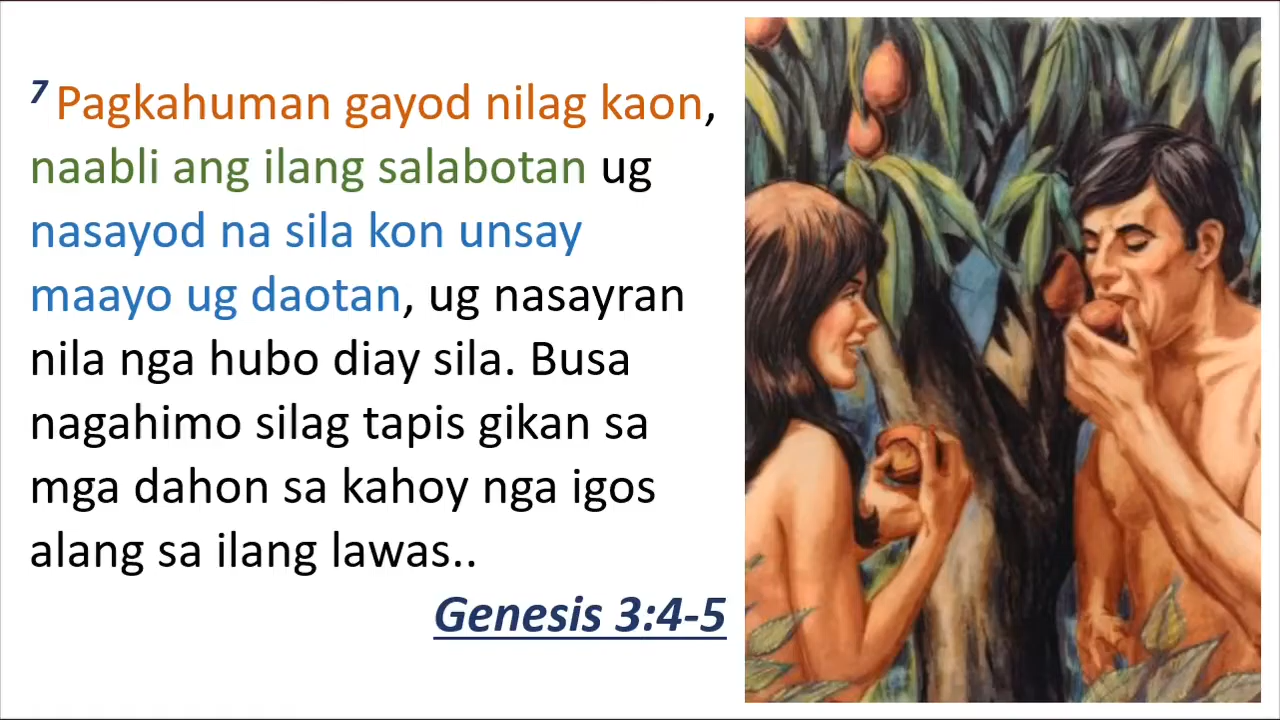 7 Pagkahuman gayod nilag kaon,
naabli ang ilang salabotan ug
nasayod na sila kon unsay
maayo ug daotan, ug nasayran
nila nga hubo diay sila. Busa
nagahimo silag tapis gikan sa
mga dahon sa kahoy nga igos
alang sa ilang lawas..
Genesis 3:4-5